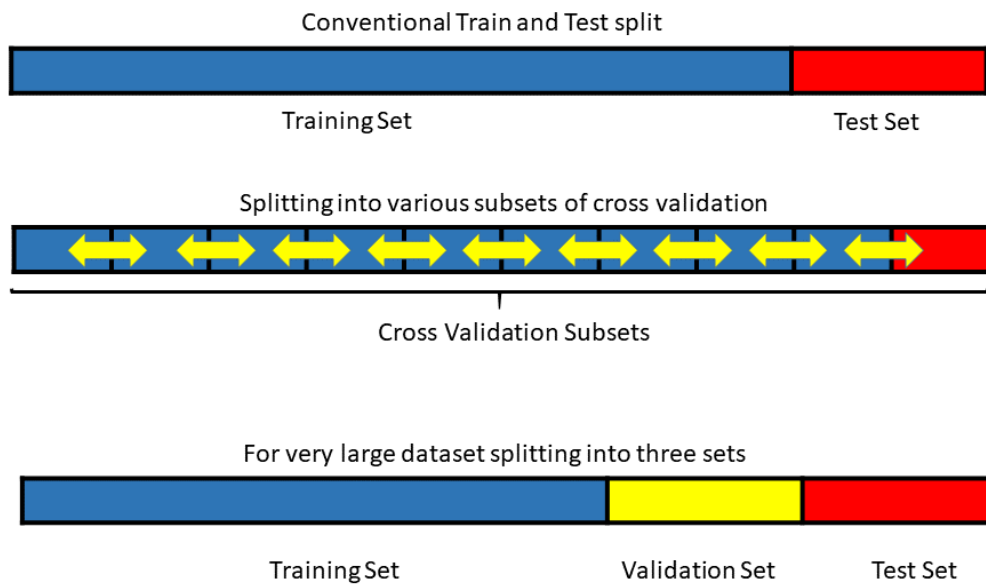 Conventional Train and Test split
Training Set Test Set
Splitting into various subsets of cross validation
Cross Validation Subsets
For very large dataset splitting into three sets
Training Set Validation Set Test Set